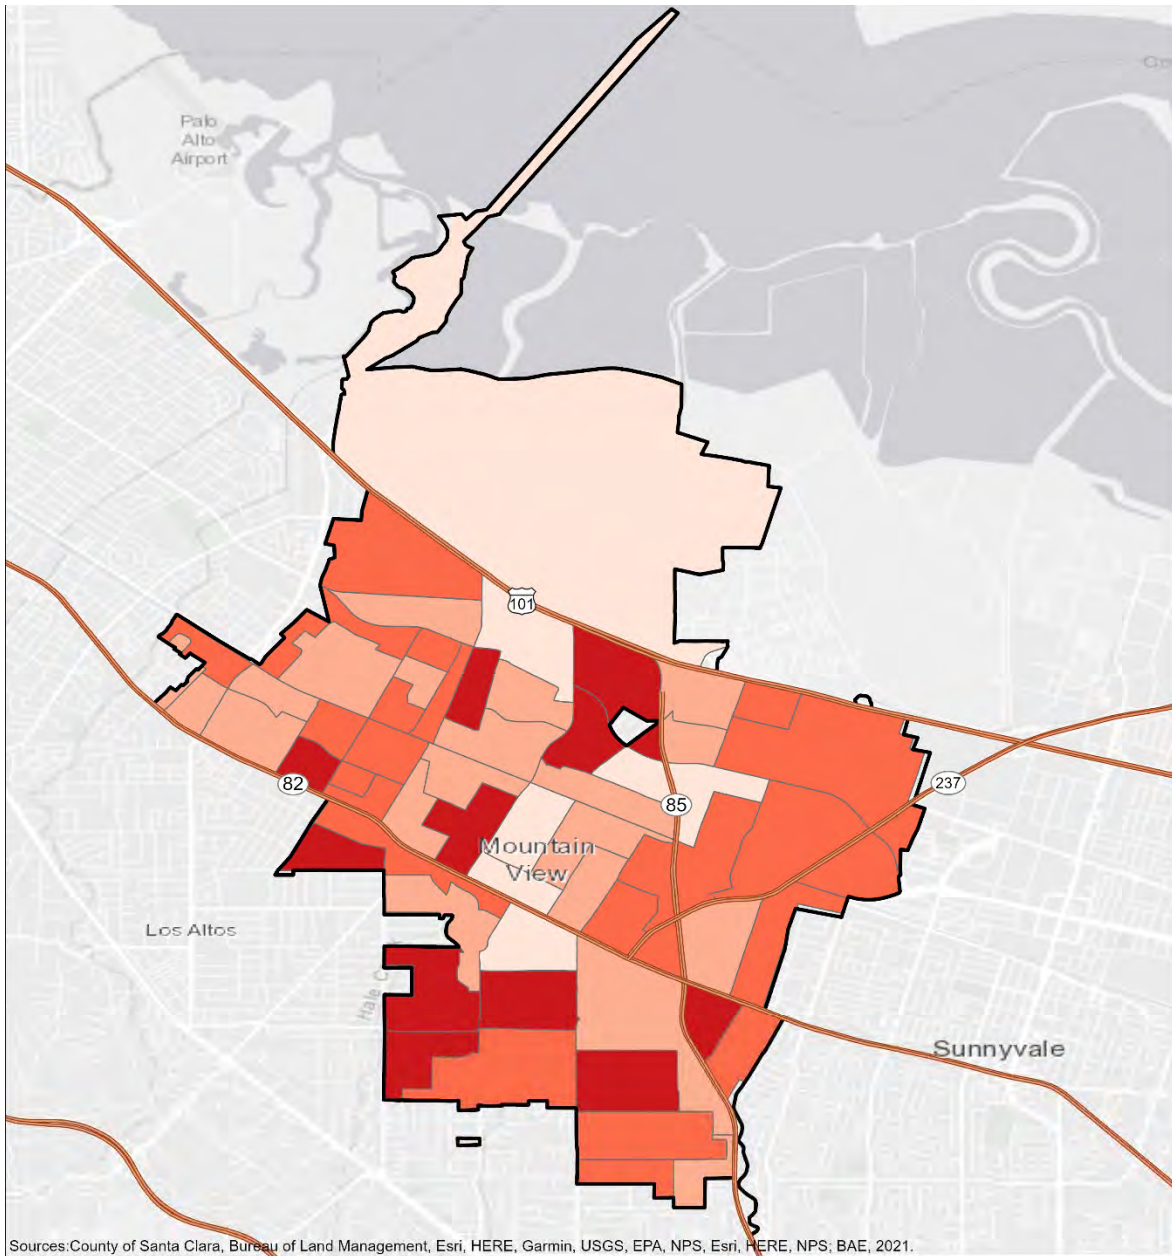 Palo
Alto
Airport
101
82
85
237
Mountain
View
Los Altos
Sunnyvale
Sources:County of Santa Clara, Bureau of Land Management, Esri, HERE, Garmin, USGS, EPA, NPS, Esri, HERE, NPS; BAE, 2021.